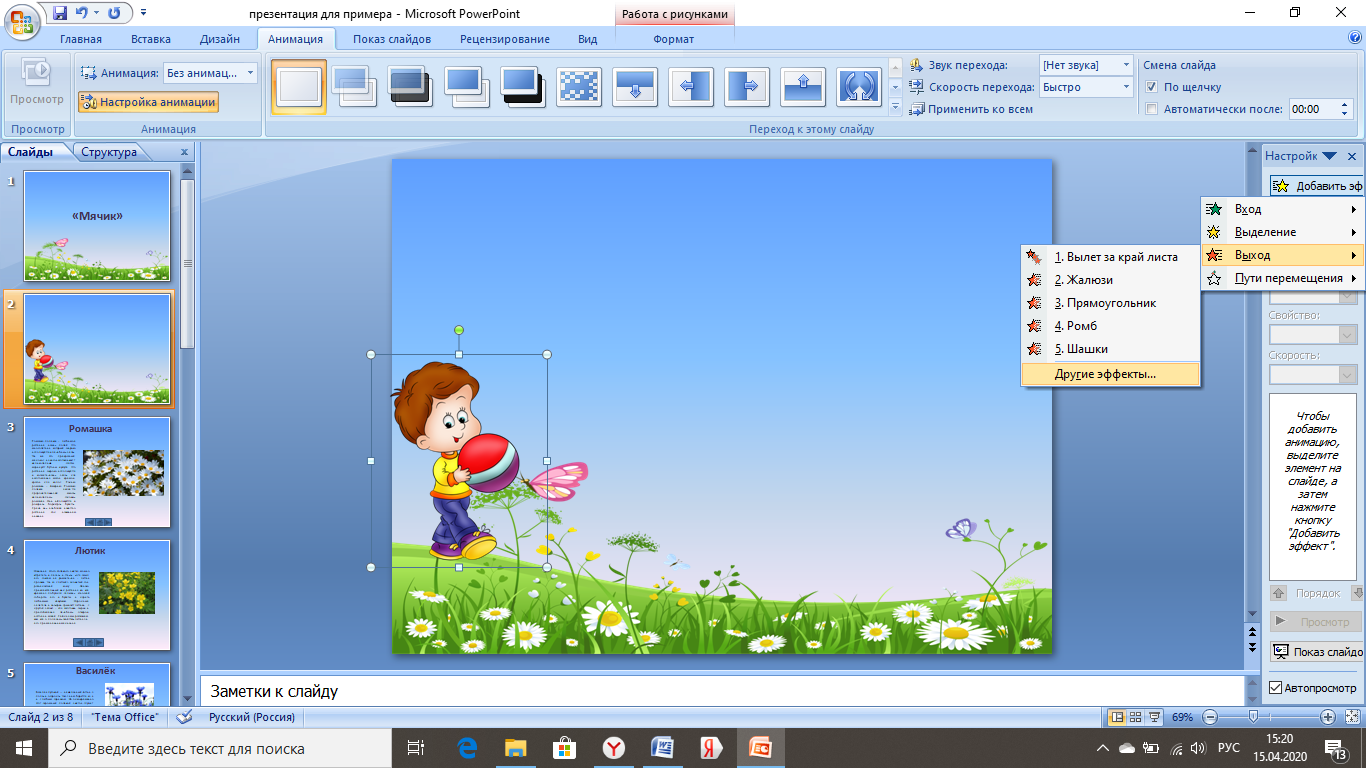 презентация для примера - Microsoft PowerPoint
Работа с рисунками
Главная Вставка Дизайн Анимация Показ слайдов Рецензирование Вид Формат
Просмотр
Анимация: Без анимац...
Настройка анимации
Звук перехода: [Нет звука]
Скорость перехода: Быстро
Применить ко всем
Смена слайда
По щелчку
Автоматически после: 00:00
Просмотр Анимация Переход к этому слайду
Слайды Структура x
1
«Мячик»
2
3
Ромашка
4
Лютик
5
Василёк
Настройк
Добавить эф
Вход
Выделение
Выход
Пути перемещения
1. Вылет за край листа
2. Жалюзи
3. Прямоугольник
4. Ромб
5. Шашки
Другие эффекты...
Свойство:
Скорость:
Чтобы
добавить
анимацию,
выделите
элемент на
слайде, а
затем
нажмите
кнопку
"Добавить
эффект".
Порядок
Просмотр
Показ слайдо
Автопросмотр
Заметки к слайду
Слайд 2 из 8 "Тема Office" Русский (Россия) 69%
Введите здесь текст для поиска
РУС
15:20
15.04.2020
13